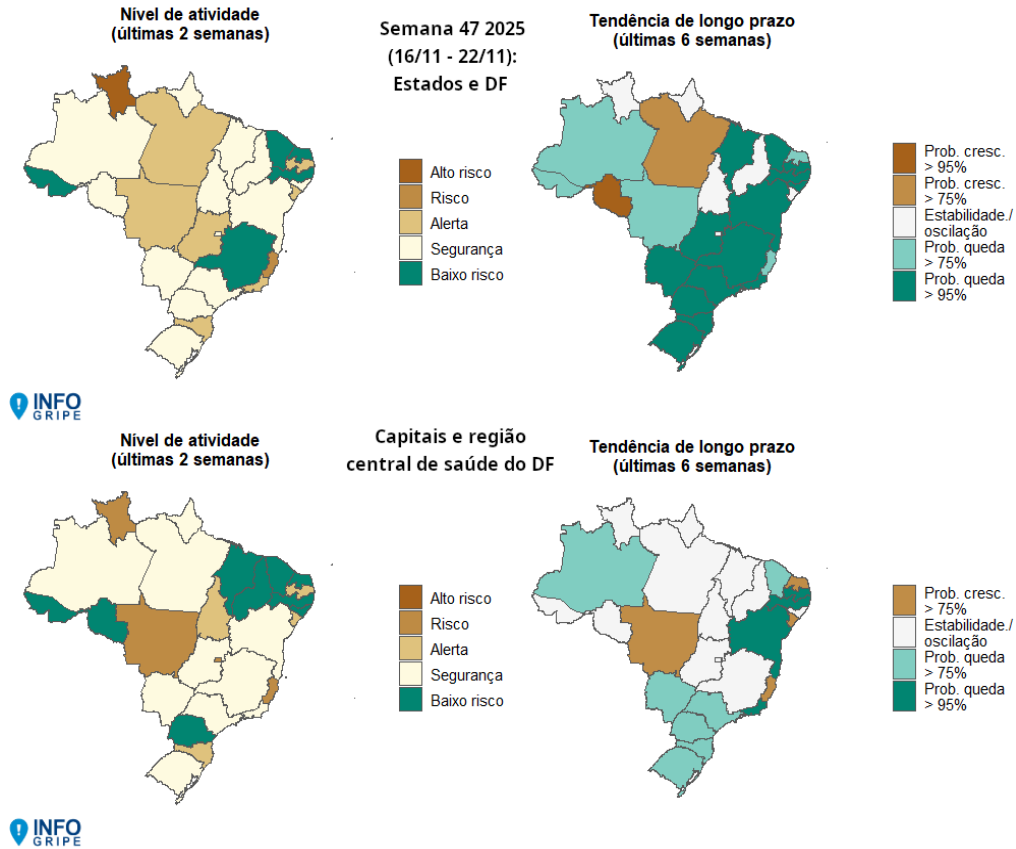 Nível de atividade
(últimas 2 semanas)
Semana 47 2025
(16/11 - 22/11):
Estados e DF
Tendência de longo prazo
(últimas 6 semanas)
Alto risco
Risco
Alerta
Segurança
Baixo risco
Prob. cresc.
> 95%
Prob. cresc.
> 75%
Estabilidade./
oscilação
Prob. queda
> 75%
Prob. queda
> 95%
INFO
GRIPE
Nível de atividade
(últimas 2 semanas)
Capitais e região
central de saúde do DF
Tendência de longo prazo
(últimas 6 semanas)
Alto risco
Risco
Alerta
Segurança
Baixo risco
Prob. cresc.
> 75%
Estabilidade./
oscilação
Prob. queda
> 75%
Prob. queda
> 95%
INFO
GRIPE